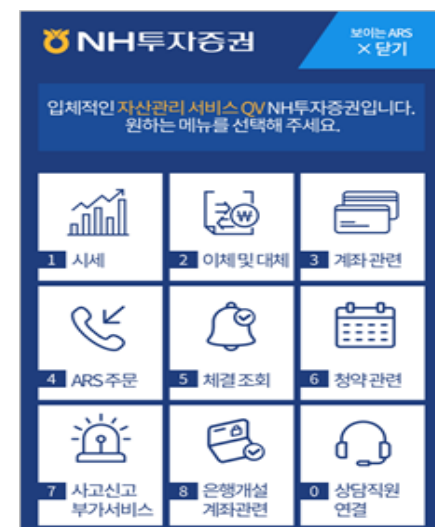 NH투자증권
보이는 ARS
× 닫기
입체적인 자산관리 서비스 QV NH투자증권입니다.
원하는 메뉴를 선택해 주세요.
1 시세
2 이체 및 대체
3 계좌 관련
4 ARS 주문
5 체결 조회
6 청약 관련
7 사고신고
부가서비스
8 은행개설
계좌관련
0 상담직원
연결